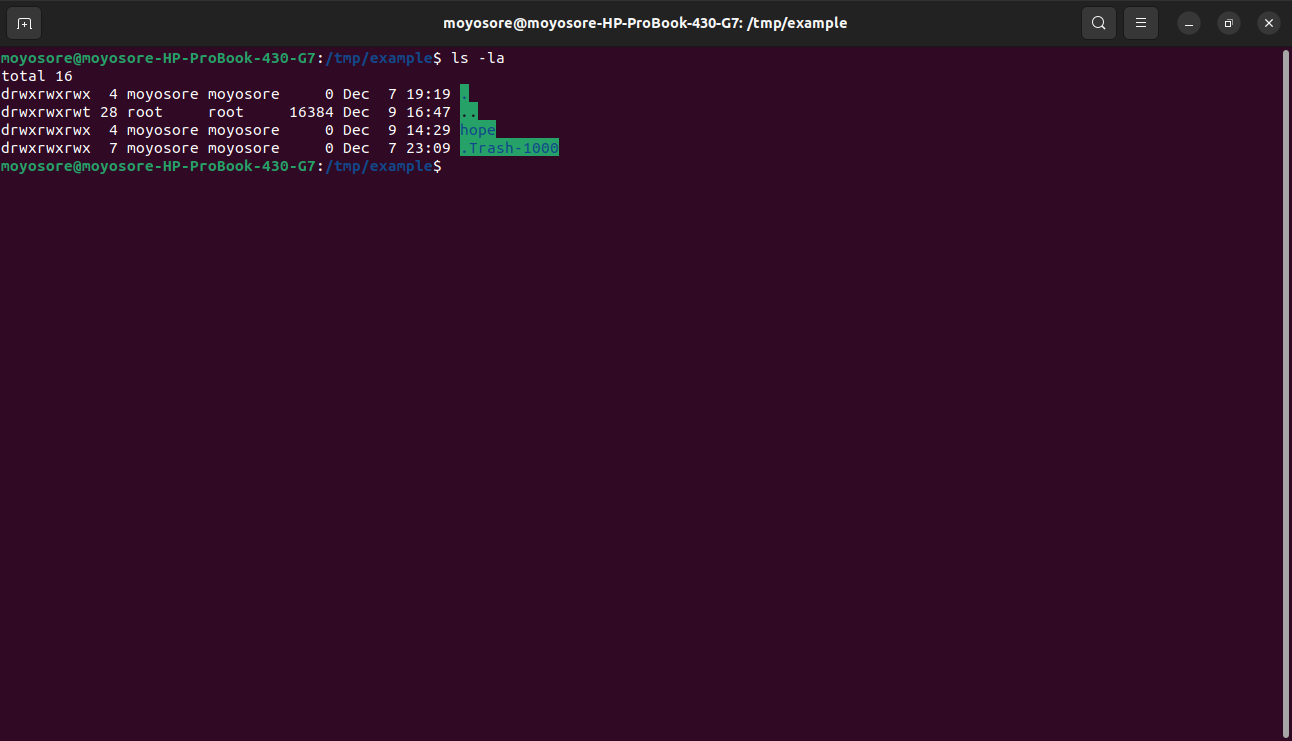 moyosore@moyosore-HP-ProBook-430-G7: /tmp/example
moyosore@moyosore-HP-ProBook-430-G7:/tmp/example$ ls -la
total 16
drwxrwxrwx  4 moyosore moyosore     0 Dec  7 19:19 .
drwxrwxrwt 28 root     root     16384 Dec  9 16:47 ..
drwxrwxrwx  4 moyosore moyosore     0 Dec  9 14:29 hope
drwxrwxrwx  7 moyosore moyosore     0 Dec  7 23:09 .Trash-1000
moyosore@moyosore-HP-ProBook-430-G7:/tmp/example$